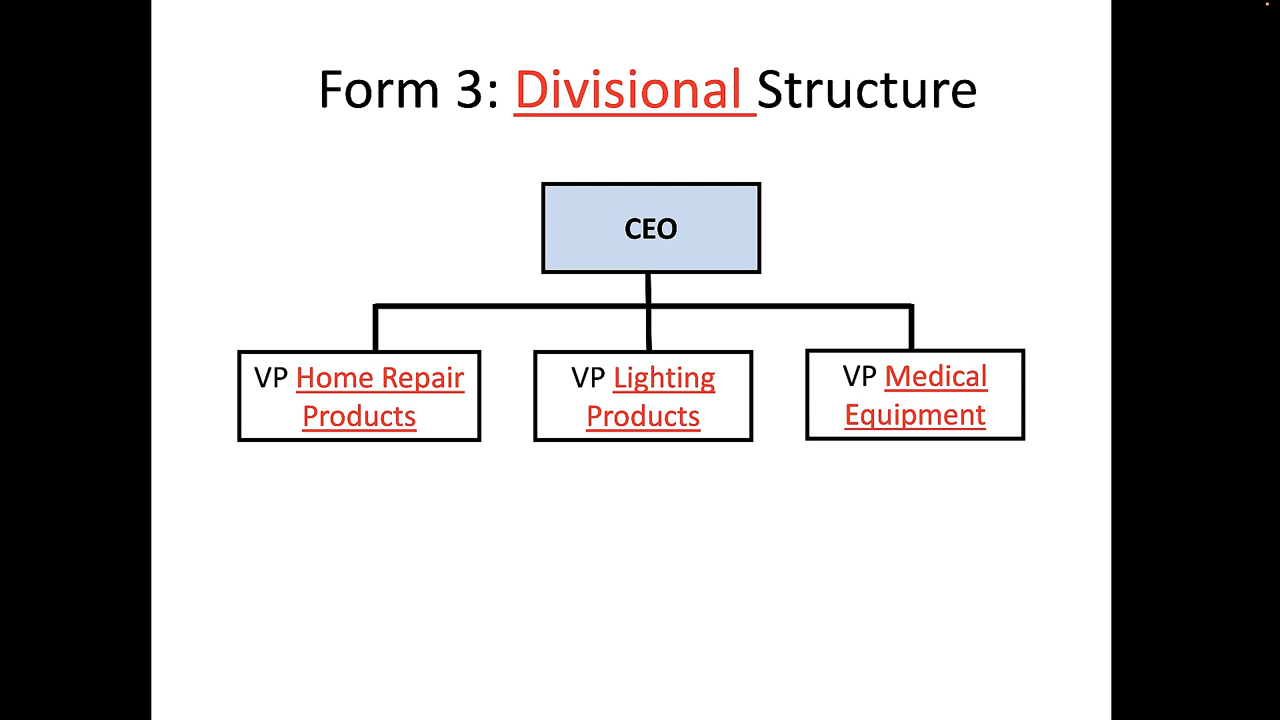 Form 3: Divisional Structure
CEO
VP Home Repair
Products
VP Lighting
Products
VP Medical
Equipment